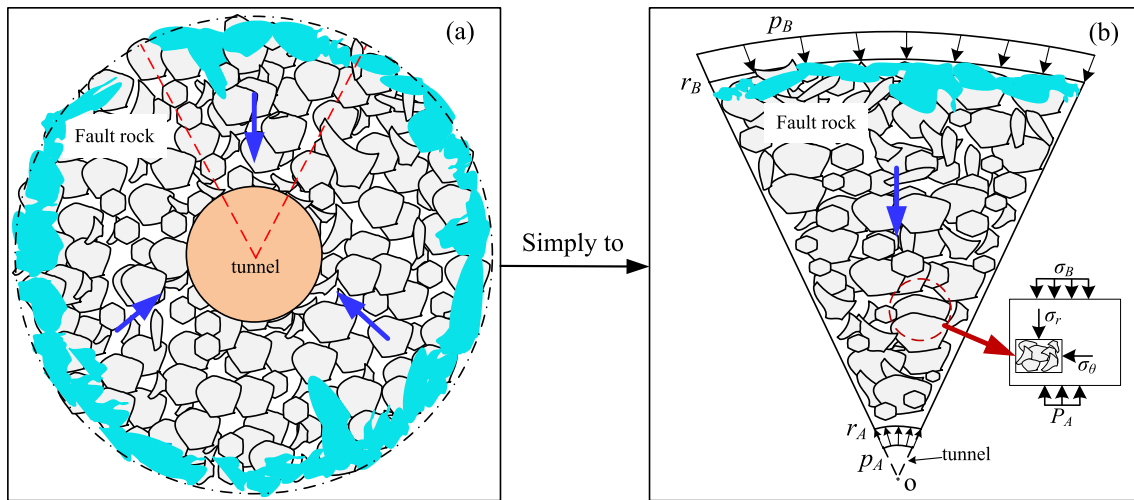 (a)
Fault rock
tunnel
Simply to
(b)
p_B
r_B
Fault rock
σ_B
σ_r
σ_θ
P_A
r_A
p_A
tunnel
o